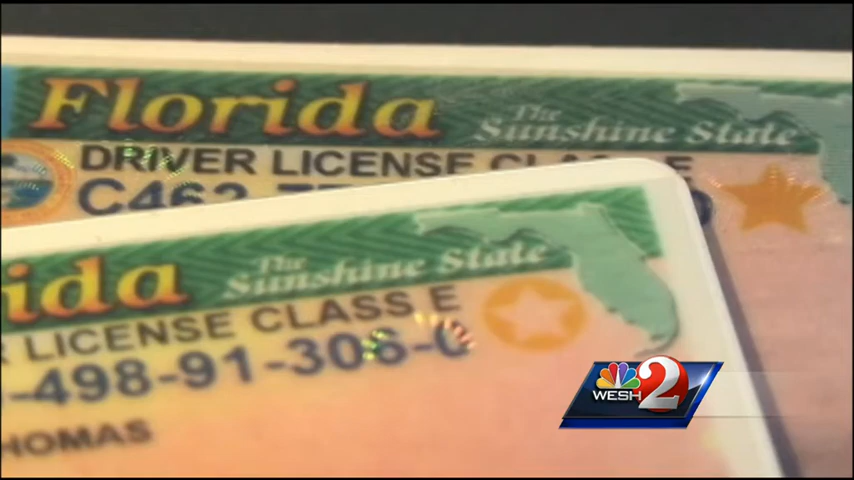 Florida The Sunshine State
DRIVER LICENSE CLASS E
C462
ida The Sunshine State
R LICENSE CLASS E
-498-91-306-0
HOMAS
WESH 2